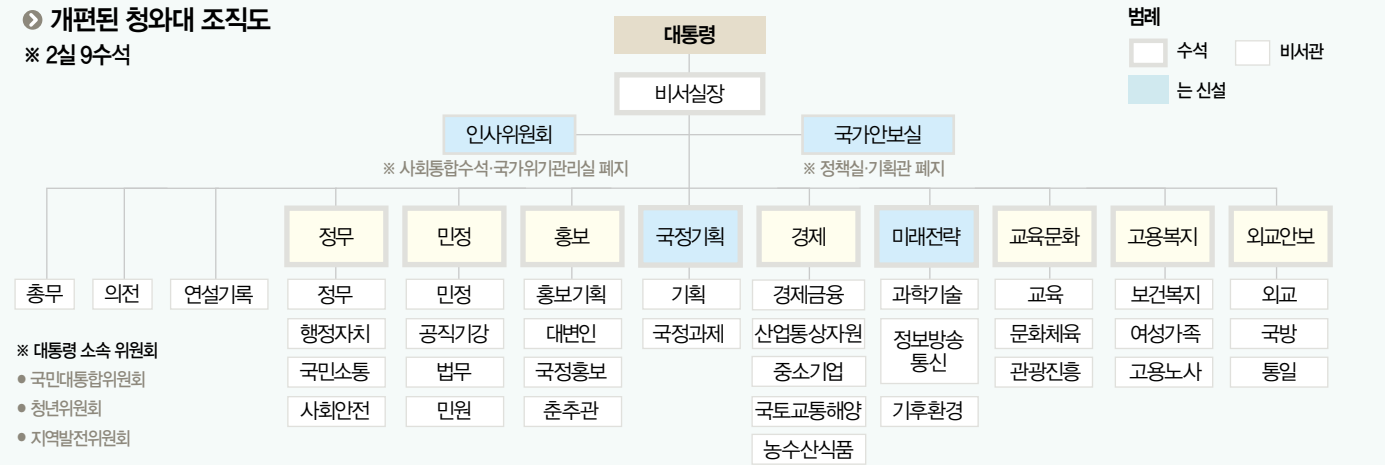 개편된 청와대 조직도
※ 2실 9수석
범례
수석 비서관
는 신설
대통령
비서실장
인사위원회 국가안보실
※ 사회통합수석·국가위기관리실 폐지 ※ 정책실·기획관 폐지
정무 민정 홍보 국정기획 경제 미래전략 교육문화 고용복지 외교안보
총무 의전 연설기록 정무 민정 홍보기획 기획 경제금융 과학기술 교육 보건복지 외교
행정자치 공직기강 대변인 국정과제 산업통상자원 정보방송 문화체육 여성가족 국방
통신
국민소통 법무 국정홍보 중소기업 관광진흥 고용노사 통일
사회안전 민원 춘추관 국토교통해양 기후환경
농수산식품
※ 대통령 소속 위원회
● 국민대통합위원회
● 청년위원회
● 지역발전위원회